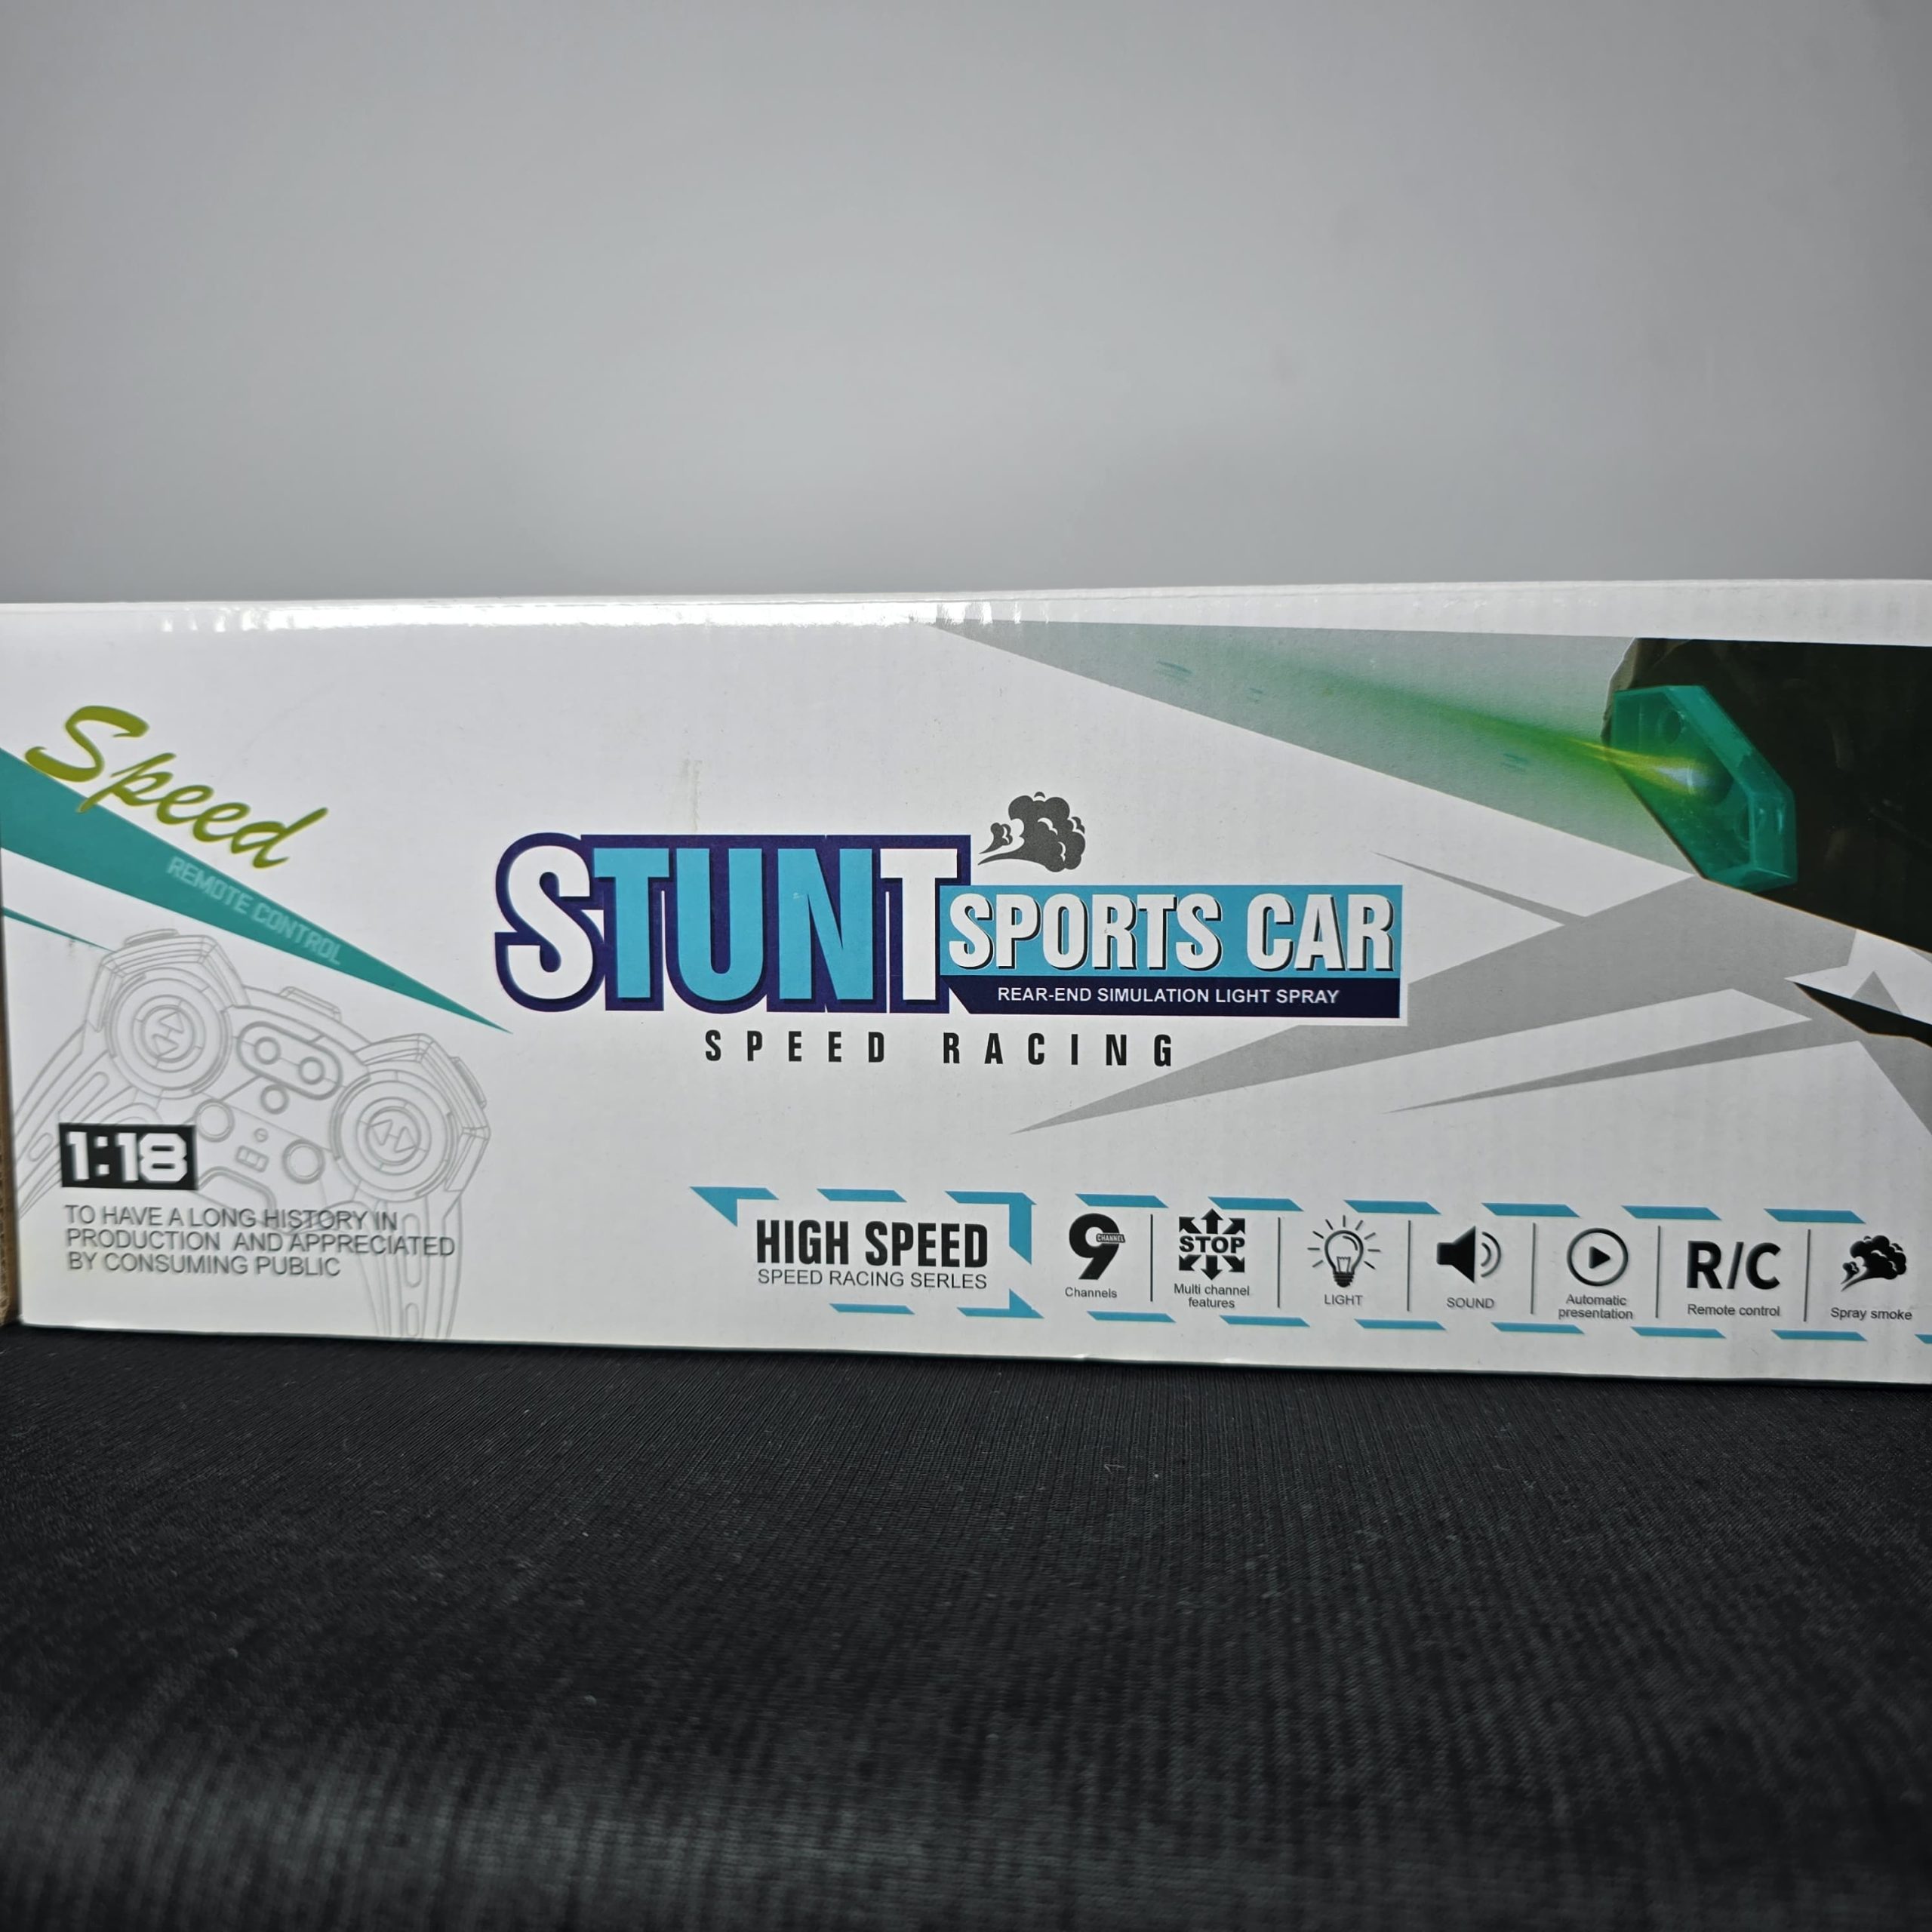 Speed
REMOTE CONTROL
STUNT
SPORTS CAR
REAR-END SIMULATION LIGHT SPRAY
SPEED RACING
1:18
TO HAVE A LONG HISTORY IN
PRODUCTION AND APPRECIATED
BY CONSUMING PUBLIC
HIGH SPEED
SPEED RACING SERLES
9
CHANNEL
Channels
STOP
Multi channel
features
LIGHT
SOUND
Automatic
presentation
R/C
Remote control
Spray smoke